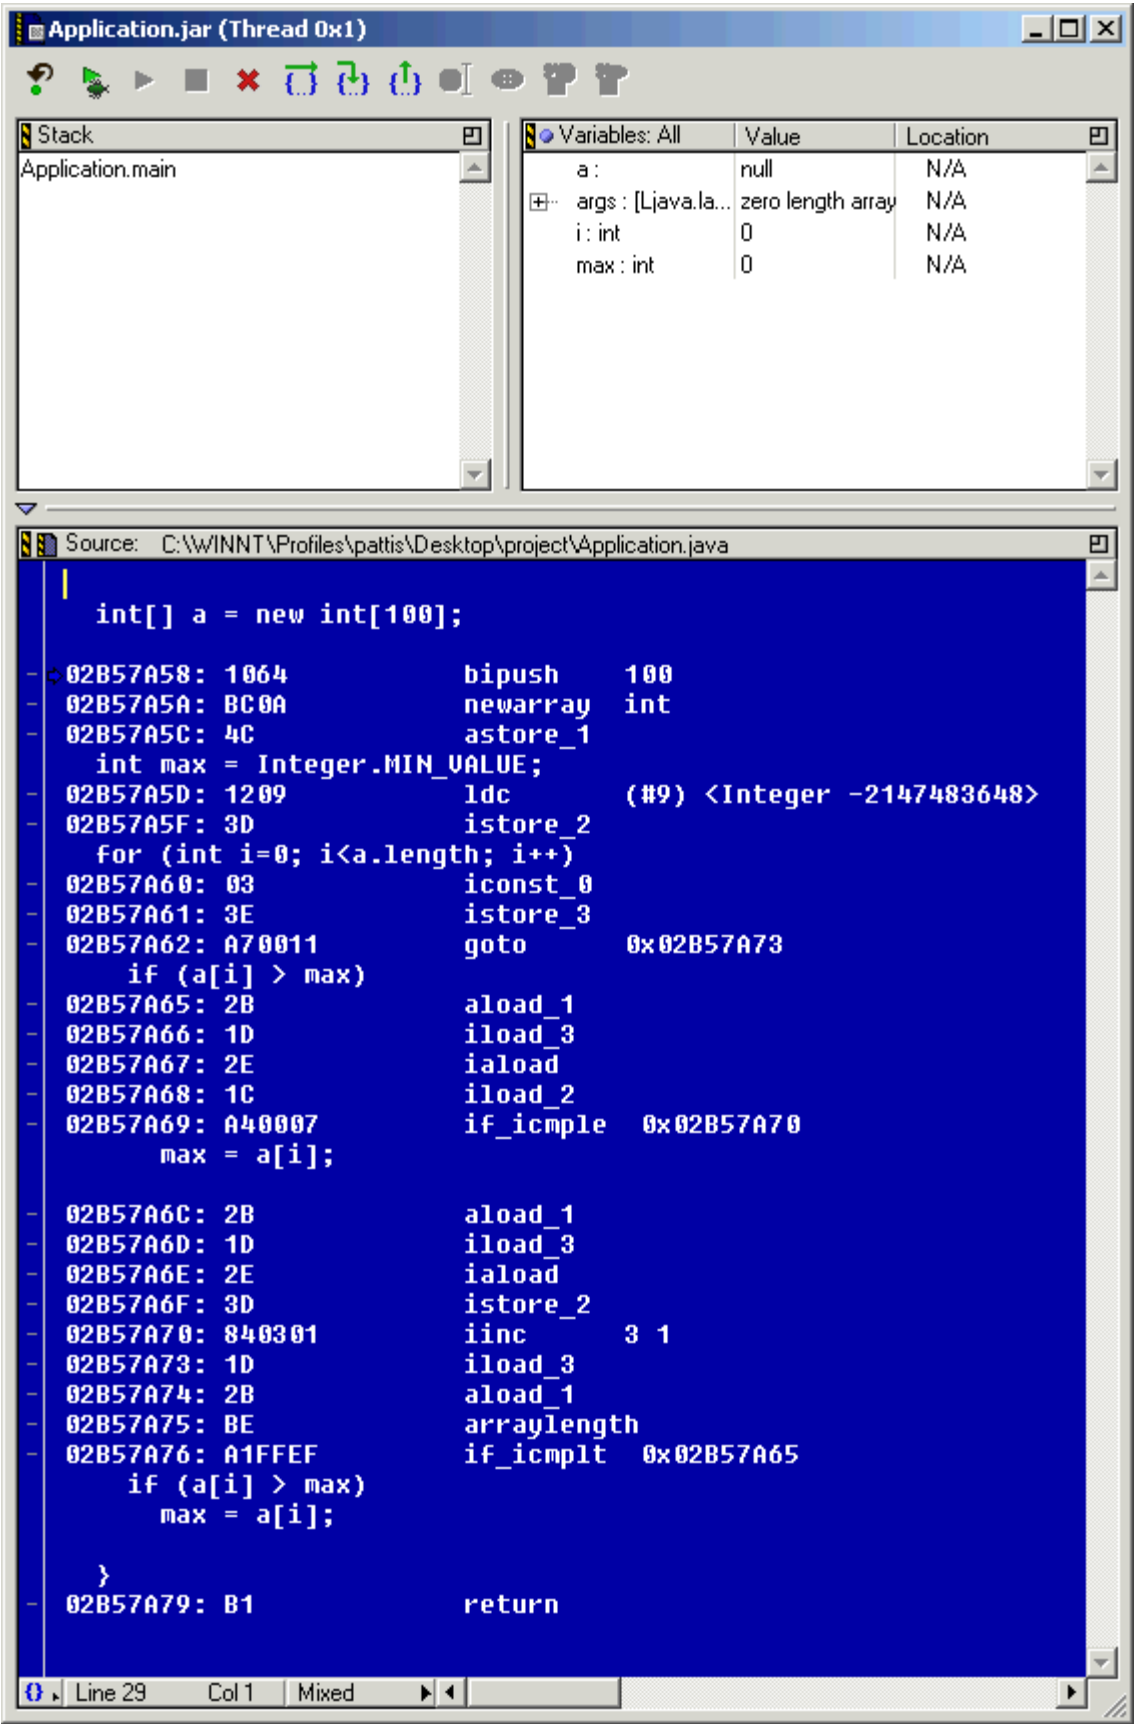 Application.jar (Thread 0x1)
Stack
Application.main
Variables: All Value Location
a : null N/A
args : [Ljava.la... zero length array N/A
i : int 0 N/A
max : int 0 N/A
Source: C:\WINNT\Profiles\pattis\Desktop\project\Application.java
int[] a = new int[100];
02B57A58: 1064 bipush 100
02B57A5A: BC0A newarray int
02B57A5C: 4C astore_1
int max = Integer.MIN_VALUE;
02B57A5D: 1209 ldc (#9) <Integer -2147483648>
02B57A5F: 3D istore_2
for (int i=0; i<a.length; i++)
02B57A60: 03 iconst_0
02B57A61: 3E istore_3
02B57A62: A70011 goto 0x02B57A73
if (a[i] > max)
02B57A65: 2B aload_1
02B57A66: 1D iload_3
02B57A67: 2E iaload
02B57A68: 1C iload_2
02B57A69: A40007 if_icmple 0x02B57A70
max = a[i];
02B57A6C: 2B aload_1
02B57A6D: 1D iload_3
02B57A6E: 2E iaload
02B57A6F: 3D istore_2
02B57A70: 840301 iinc 3 1
02B57A73: 1D iload_3
02B57A74: 2B aload_1
02B57A75: BE arraylength
02B57A76: A1FFEF if_icmplt 0x02B57A65
if (a[i] > max)
max = a[i];
}
02B57A79: B1 return
Line 29 Col 1 Mixed